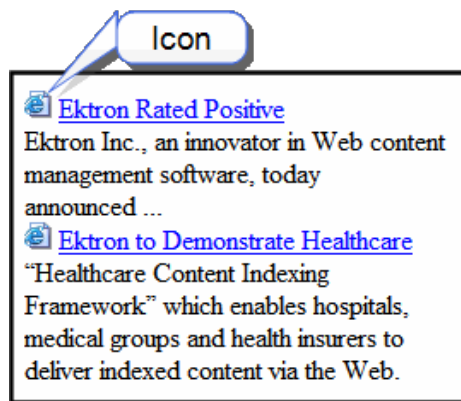 Icon
Ektron Rated Positive
Ektron Inc., an innovator in Web content
management software, today
announced ...
Ektron to Demonstrate Healthcare
“Healthcare Content Indexing
Framework” which enables hospitals,
medical groups and health insurers to
deliver indexed content via the Web.